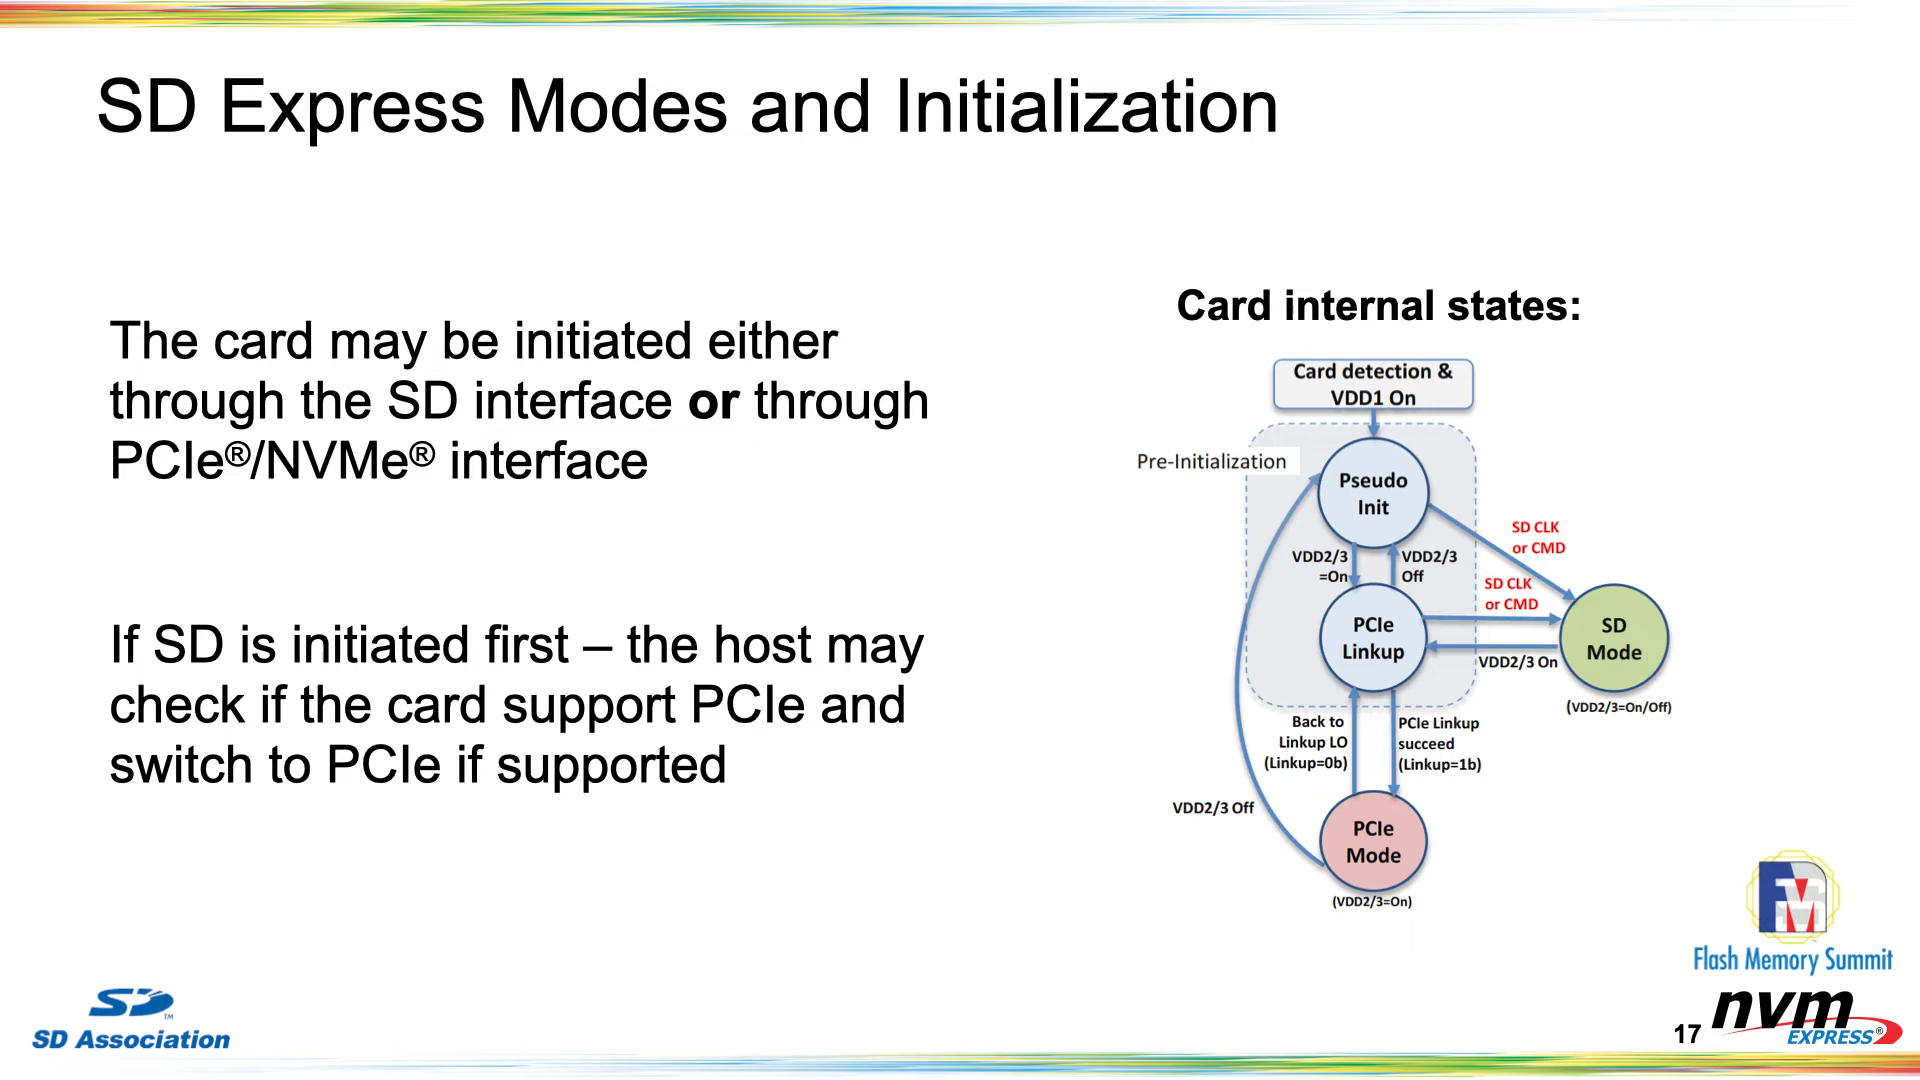 SD Express Modes and Initialization
The card may be initiated either
through the SD interface or through
PCIe®/NVMe® interface
If SD is initiated first – the host may
check if the card support PCIe and
switch to PCIe if supported
Card internal states:
Card detection &
VDD1 On
Pre-Initialization
Pseudo
Init
SD CLK
or CMD
VDD2/3
=On
VDD2/3
Off
SD CLK
or CMD
PCIe
Linkup
SD
Mode
VDD2/3 On
(VDD2/3=On/Off)
Back to
Linkup LO
(Linkup=0b)
PCIe Linkup
succeed
(Linkup=1b)
VDD2/3 Off
PCIe
Mode
(VDD2/3=On)
Flash Memory Summit
SD TM
SD Association
17
nvm
EXPRESS®